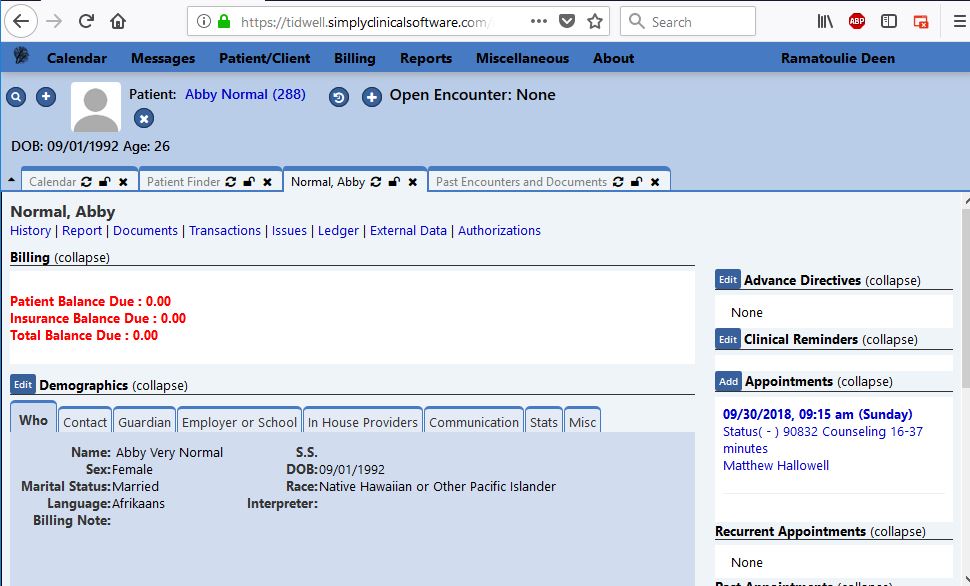 https://tidwell.simplyclinicalsoftware.com/
Search
ABP
Calendar Messages Patient/Client Billing Reports Miscellaneous About Ramatoulie Deen
Patient: Abby Normal (288)
Open Encounter: None
DOB: 09/01/1992 Age: 26
Calendar Patient Finder Normal, Abby Past Encounters and Documents
Normal, Abby
History | Report | Documents | Transactions | Issues | Ledger | External Data | Authorizations
Billing (collapse)
Patient Balance Due : 0.00
Insurance Balance Due : 0.00
Total Balance Due : 0.00
Edit Demographics (collapse)
Who Contact Guardian Employer or School In House Providers Communication Stats Misc
Name: Abby Very Normal S.S.
Sex: Female DOB: 09/01/1992
Marital Status: Married Race: Native Hawaiian or Other Pacific Islander
Language: Afrikaans Interpreter:
Billing Note:
Edit Advance Directives (collapse)
None
Edit Clinical Reminders (collapse)
Add Appointments (collapse)
09/30/2018, 09:15 am (Sunday)
Status( - ) 90832 Counseling 16-37
minutes
Matthew Hallowell
Recurrent Appointments (collapse)
None
Past Appointments (collapse)